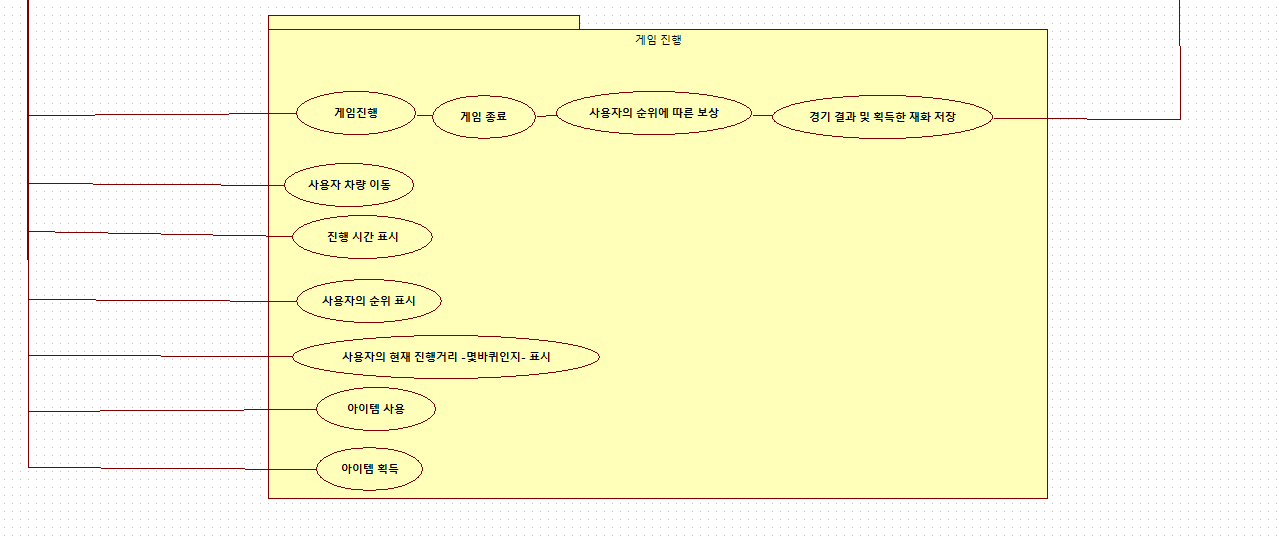 게임 진행
게임진행
게임 종료
사용자의 순위에 따른 보상
경기 결과 및 획득한 재화 저장
사용자 차량 이동
진행 시간 표시
사용자의 순위 표시
사용자의 현재 진행거리 -몇바퀴인지- 표시
아이템 사용
아이템 획득